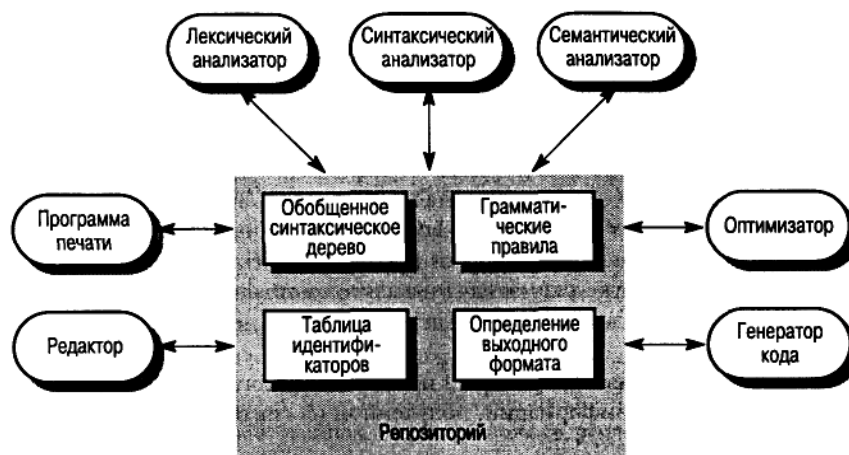 Лексический
анализатор
Синтаксический
анализатор
Семантический
анализатор
Программа
печати
Обобщенное
синтаксическое
дерево
Граммати-
ческие
правила
Оптимизатор
Редактор
Таблица
идентифи-
каторов
Определение
выходного
формата
Генератор
кода
Репозиторий